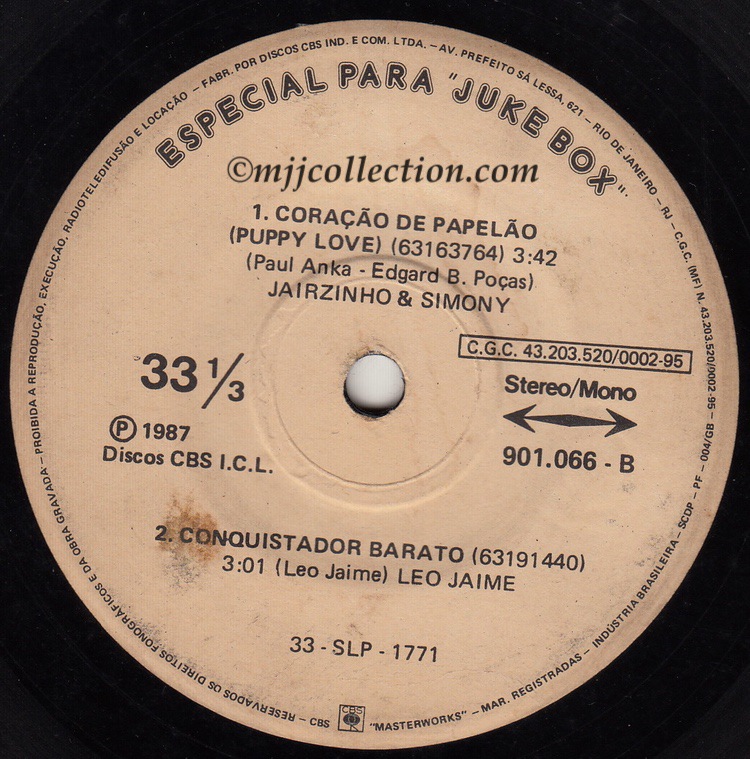 PROIBIDA A REPRODUÇÃO, EXECUÇÃO, RADIOTELEDIFUSÃO E LOCAÇÃO – FABR. POR DISCOS CBS IND. E COM. LTDA. – AV. PREFEITO SÁ LESSA, 621 – RIO DE JANEIRO – RJ – C.G.C. (MF) N. 43.203.520/0002-95 – SCDP – PF – 004/GB – INDÚSTRIA BRASILEIRA
ESPECIAL PARA "JUKE BOX".
©mjjcollection.com
1. CORAÇÃO DE PAPELÃO
(PUPPY LOVE) (63163764) 3:42
(Paul Anka - Edgard B. Poças)
JAIRZINHO & SIMONY
C.G.C. 43.203.520/0002-95
33 1/3
Stereo/Mono
Ⓟ 1987
Discos CBS I.C.L.
901.066 - B
2. CONQUISTADOR BARATO (63191440)
3:01 (Leo Jaime) LEO JAIME
33 - SLP - 1771
RESERVADOS OS DIREITOS FONOGRÁFICOS E DA OBRA GRAVADA –
– CBS CBS "MASTERWORKS" – MAR. REGISTRADAS –